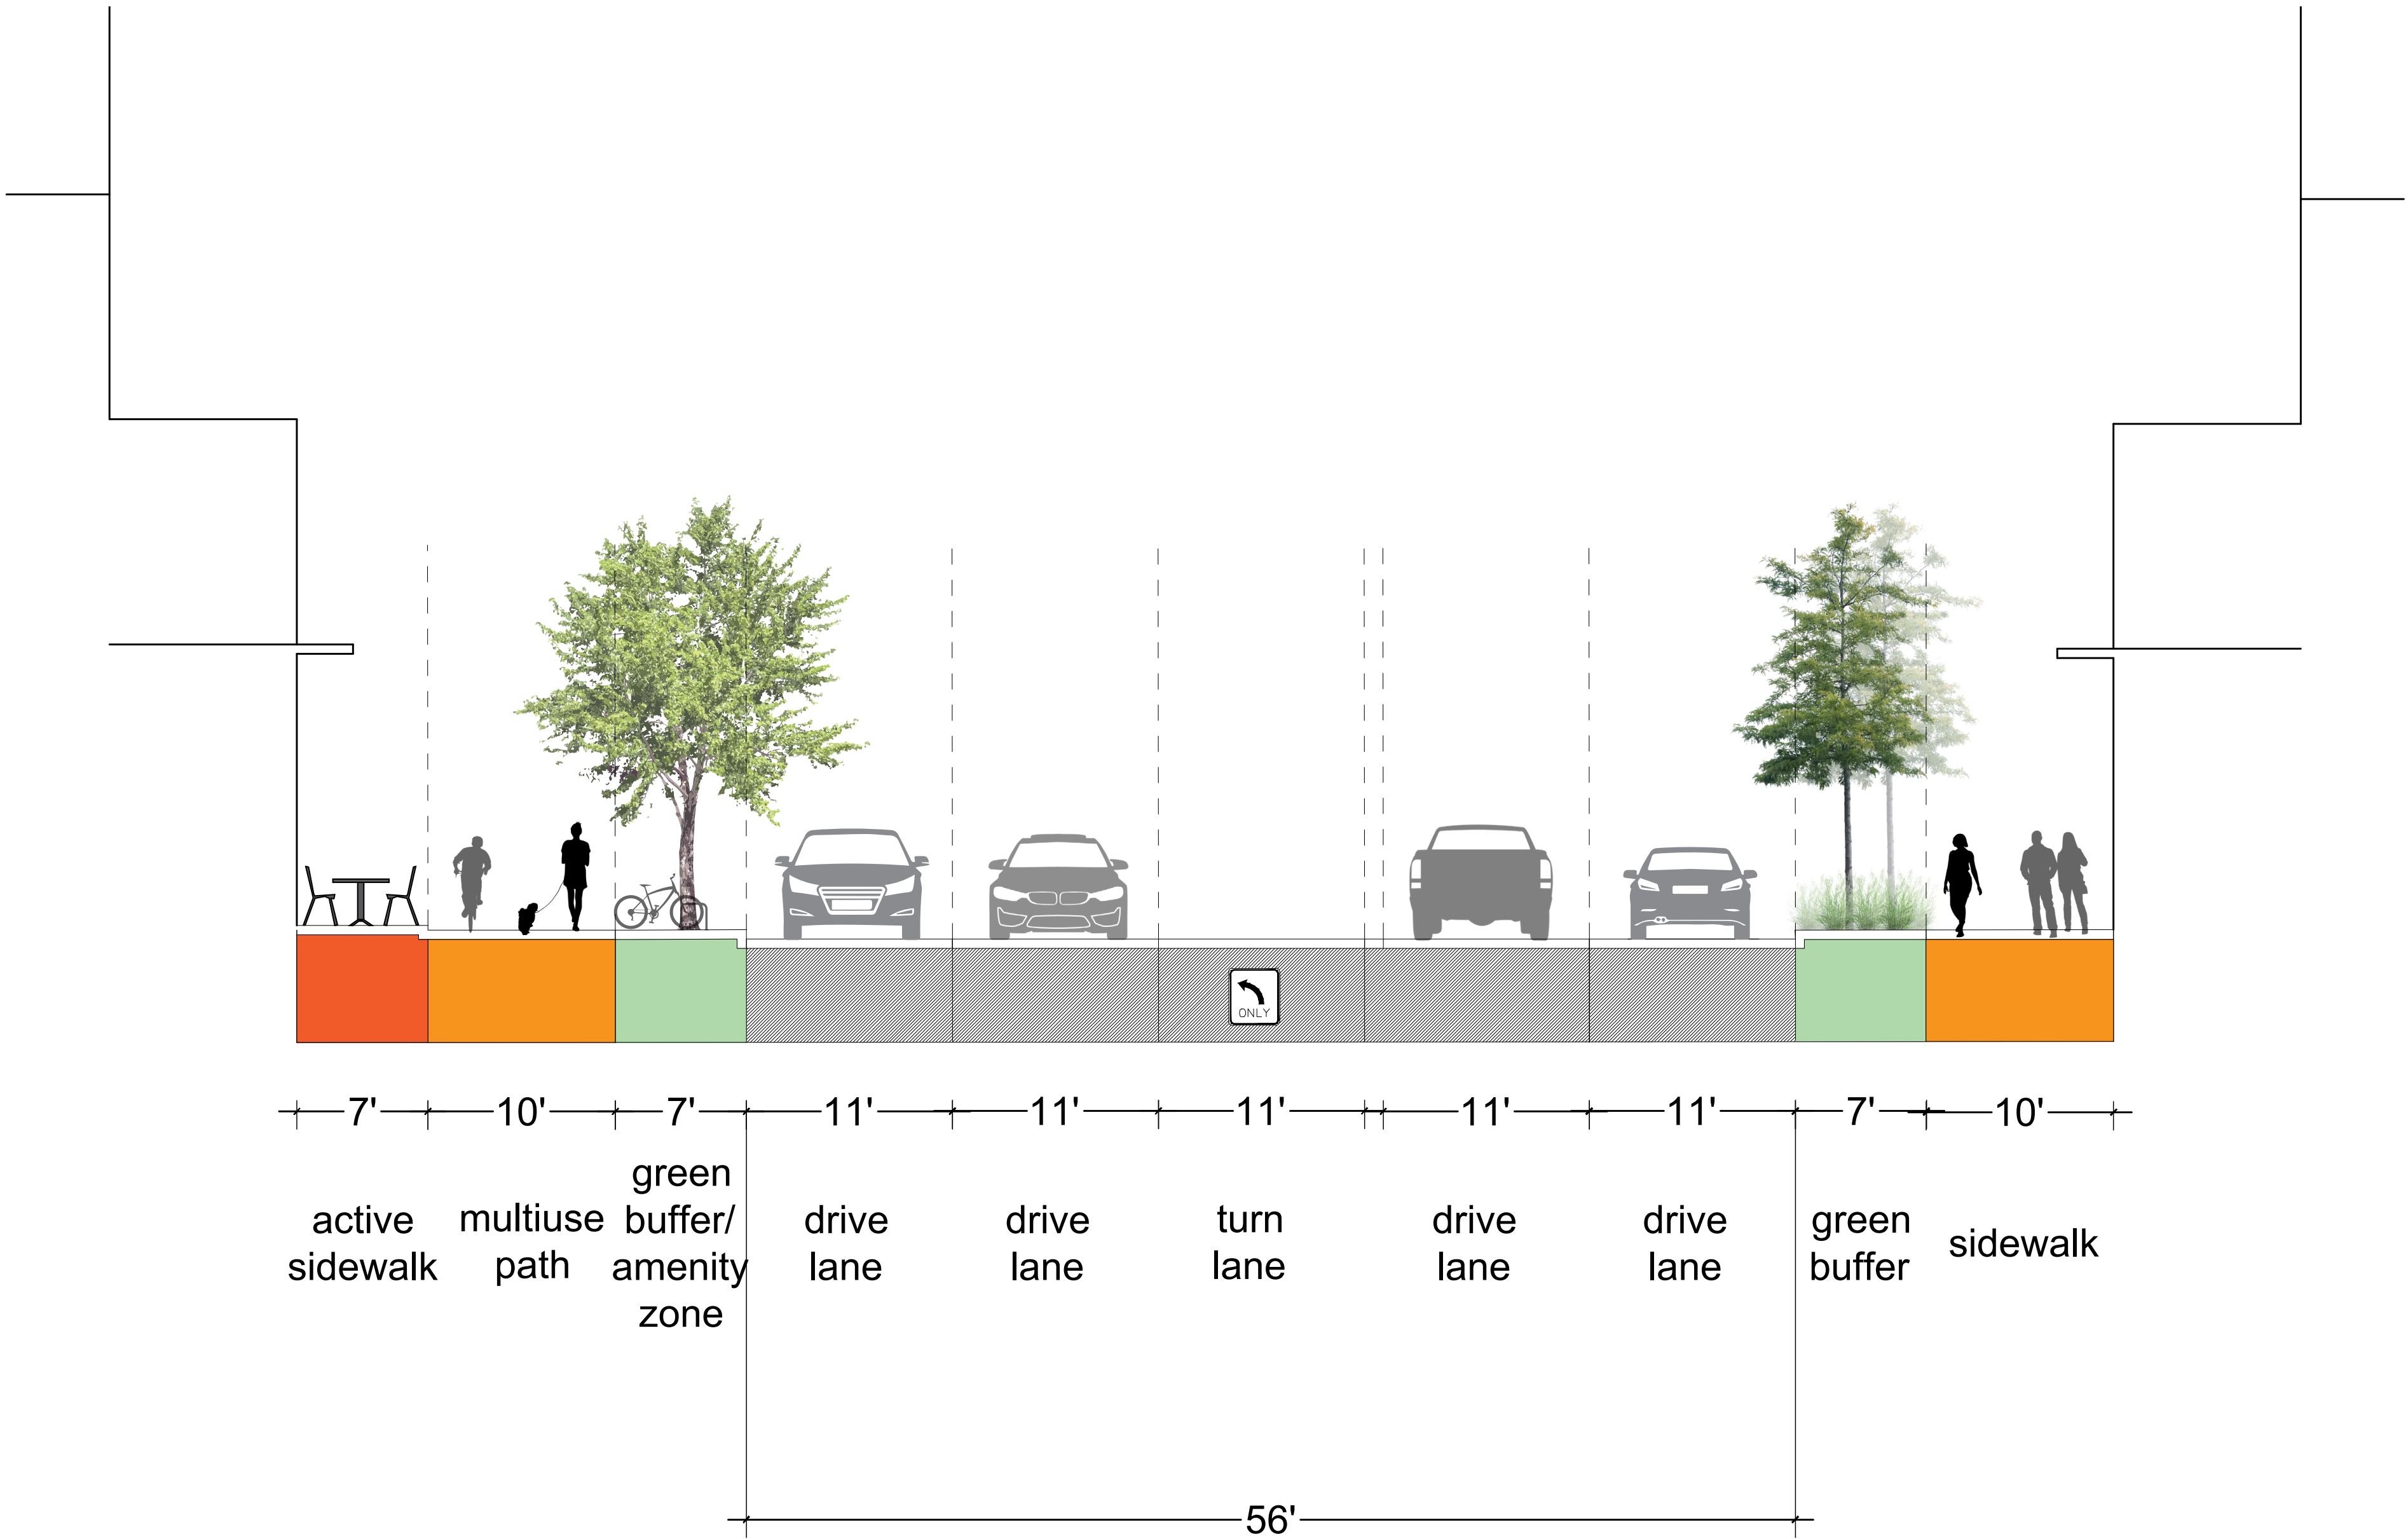 ONLY
7' 10' 7' 11' 11' 11' 11' 11' 7' 10'
active
sidewalk
multiuse
path
green
buffer/
amenity
zone
drive
lane
drive
lane
turn
lane
drive
lane
drive
lane
green
buffer
sidewalk
56'